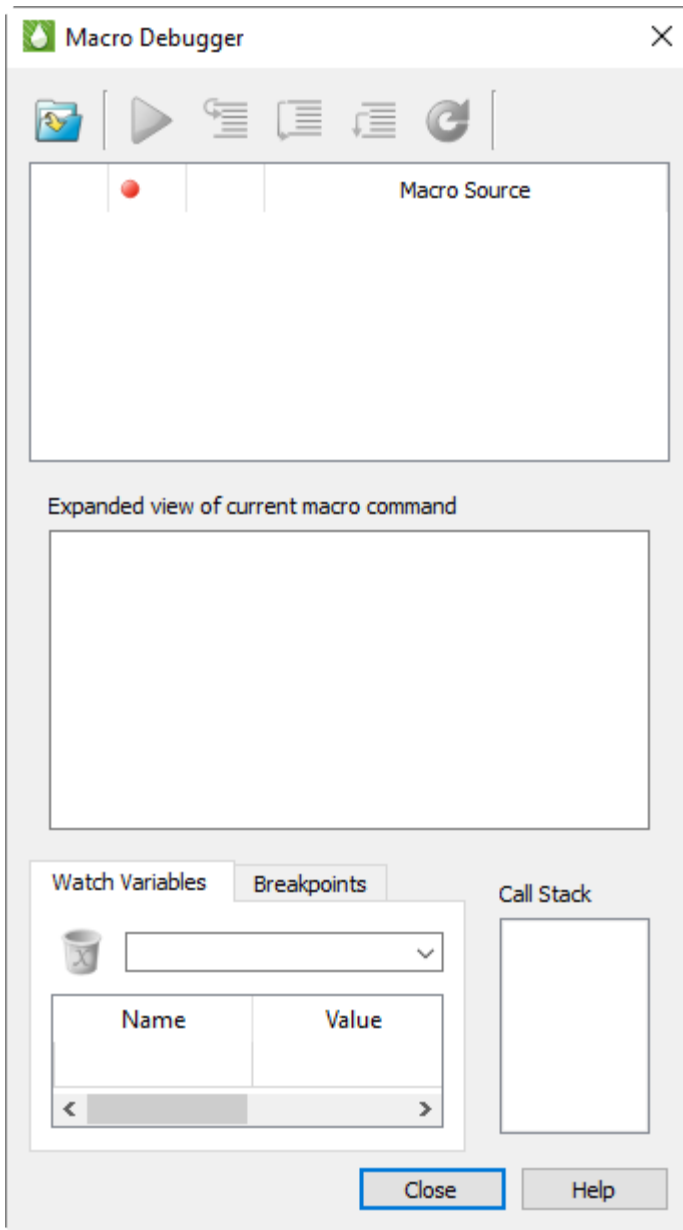 Macro Debugger
Macro Source
Expanded view of current macro command
Watch Variables
Breakpoints
Call Stack
Name
Value
Close
Help